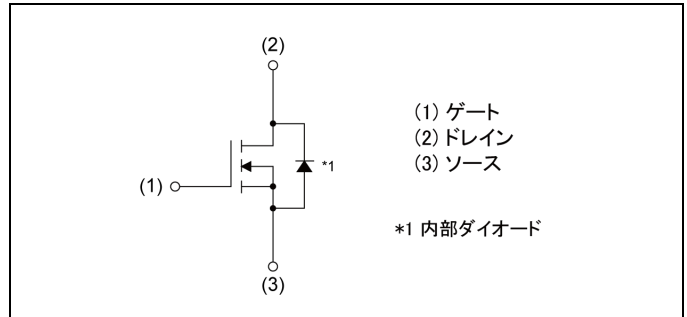 (2)
(1) ゲート
(2) ドレイン
(3) ソース
*1
(1)
*1 内部ダイオード
(3)